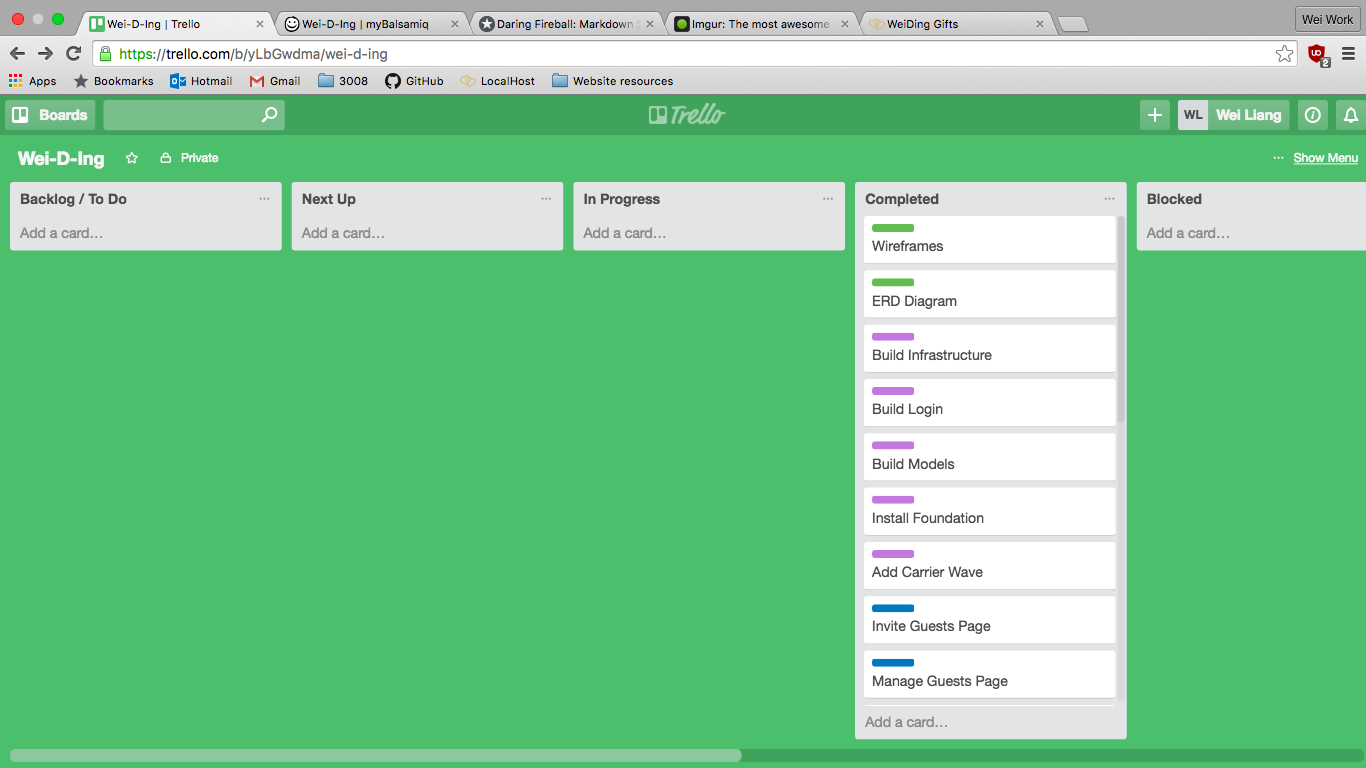 Wei-D-Ing | Trello
Wei-D-Ing | myBalsamiq
Daring Fireball: Markdown
Imgur: The most awesome
WeiDing Gifts
Wei Work
https://trello.com/b/yLbGwdma/wei-d-ing
2
Apps
Bookmarks
Hotmail
Gmail
3008
GitHub
LocalHost
Website resources
Boards
Trello
WL
Wei Liang
Wei-D-Ing
Private
... Show Menu
Backlog / To Do ...
Add a card...
Next Up ...
Add a card...
In Progress ...
Add a card...
Completed ...
Wireframes
ERD Diagram
Build Infrastructure
Build Login
Build Models
Install Foundation
Add Carrier Wave
Invite Guests Page
Manage Guests Page
Add a card...
Blocked
Add a card...